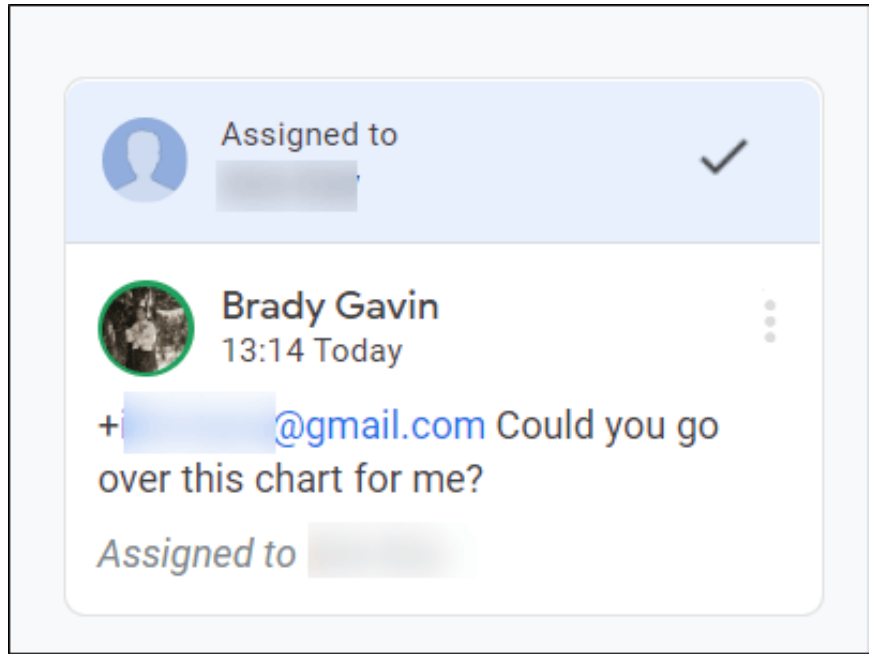 Assigned to
Brady Gavin
13:14 Today
+ @gmail.com Could you go
over this chart for me?
Assigned to